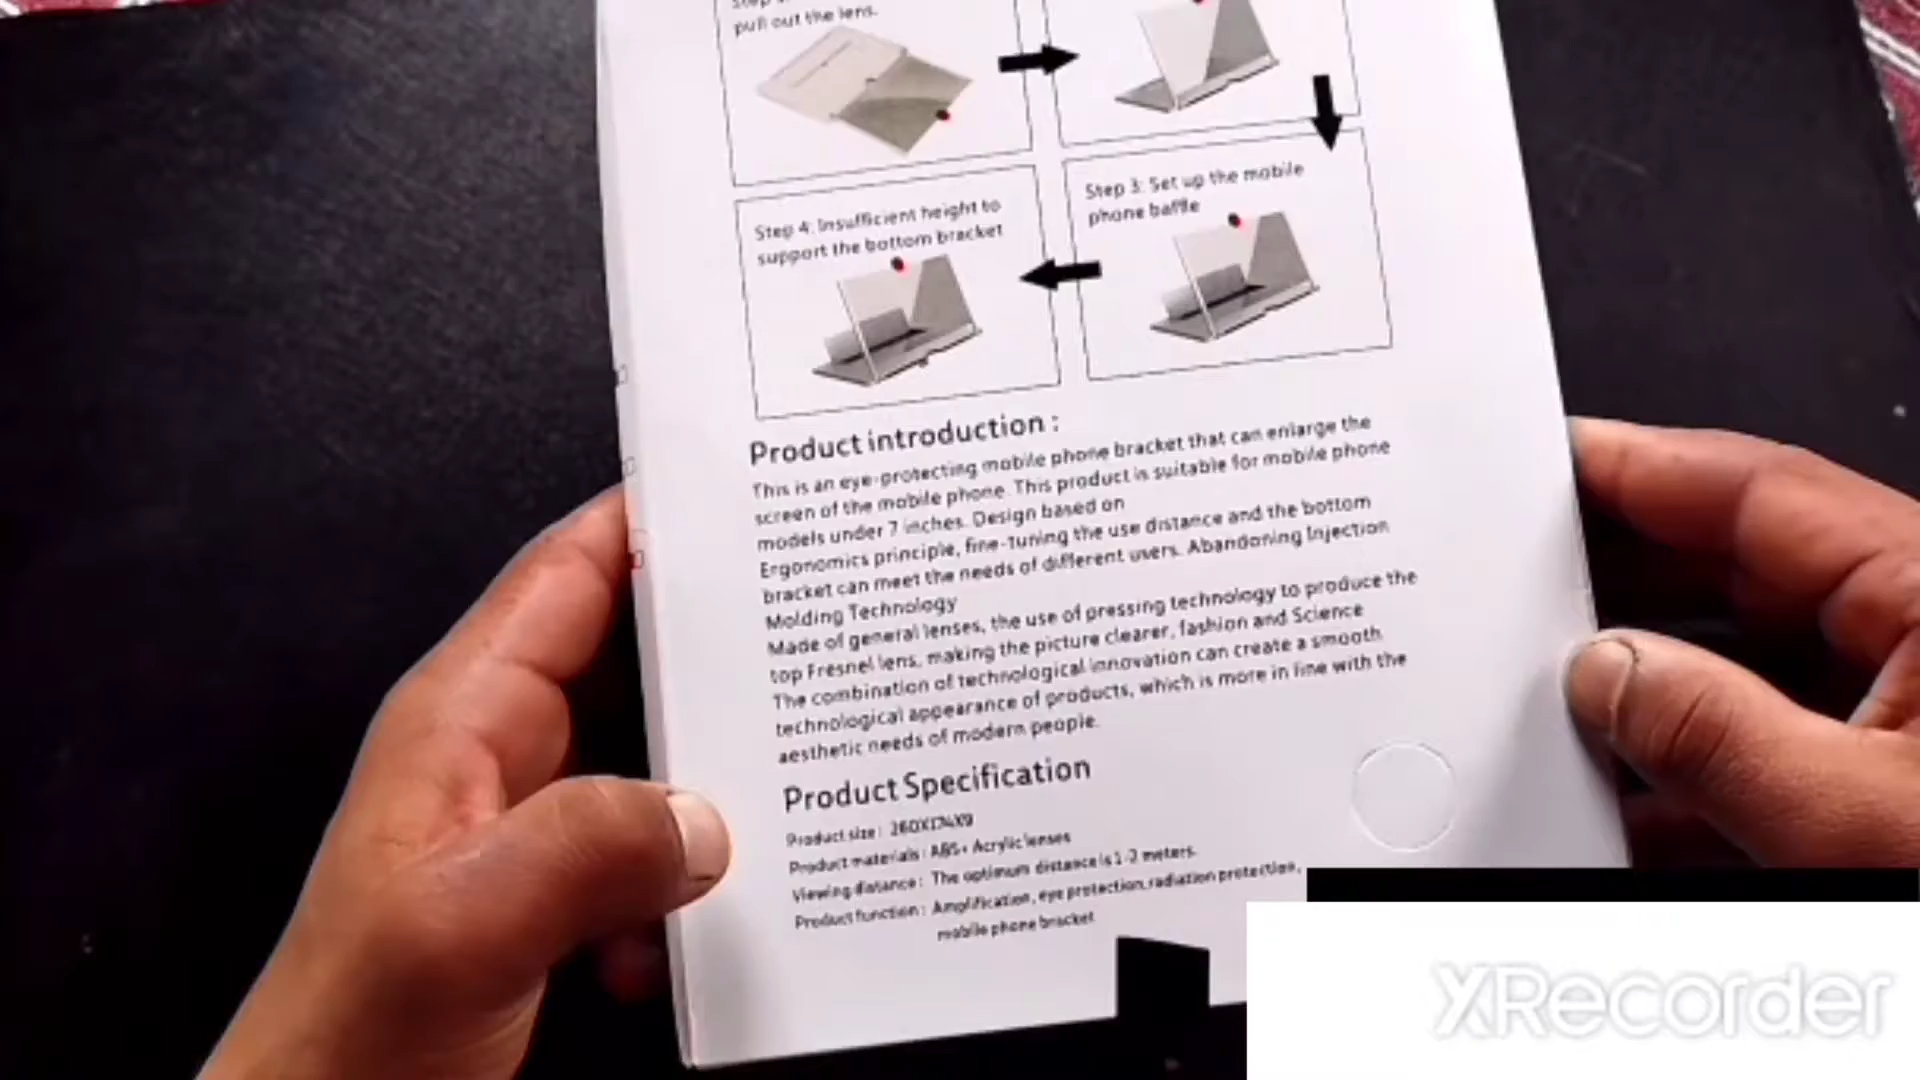 pull out the lens.
Step 3: Set up the mobile
phone baffle
Step 4: Insufficient height to
support the bottom bracket
Product introduction :
This is an eye-protecting mobile phone bracket that can enlarge the
screen of the mobile phone. This product is suitable for mobile phone
models under 7 inches. Design based on
Ergonomics principle, fine-tuning the use distance and the bottom
bracket can meet the needs of different users. Abandoning Injection
Molding Technology
Made of general lenses, the use of pressing technology to produce the
top Fresnel lens, making the picture clearer, fashion and Science
The combination of technological innovation can create a smooth
technological appearance of products, which is more in line with the
aesthetic needs of modern people.
Product Specification
Product size : 260X174X9
Product materials : ABS+ Acrylic lenses
Viewing distance : The optimum distance is 1-2 meters.
Product function : Amplification, eye protection, radiation protection,
mobile phone bracket
XRecorder